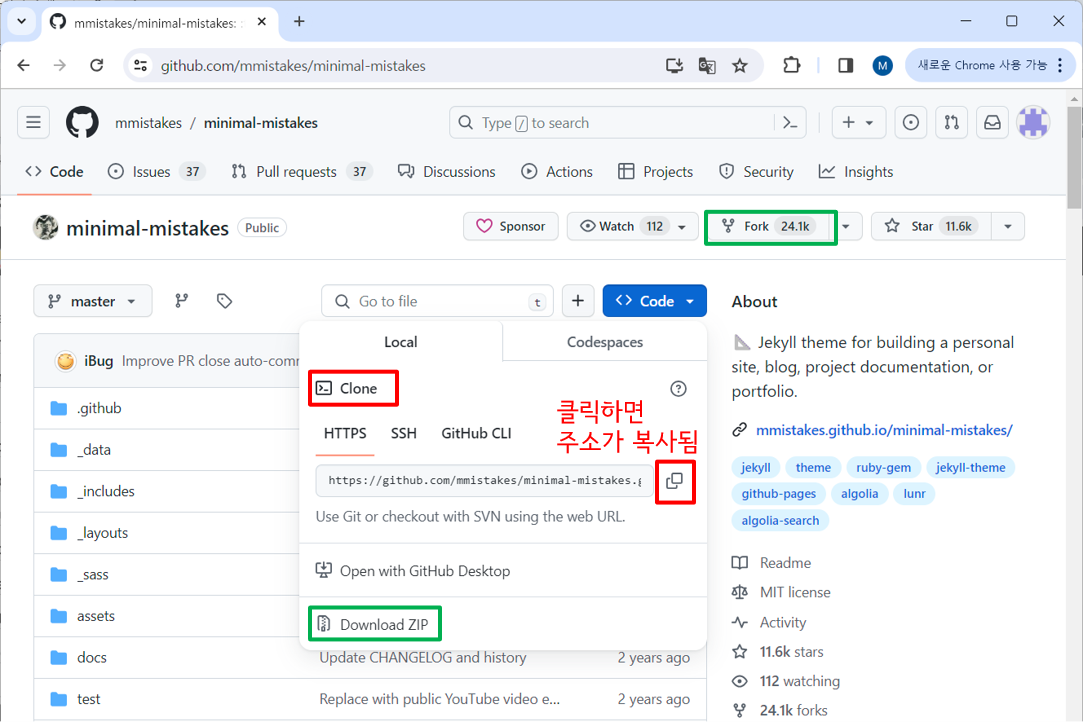 mmistakes/minimal-mistakes:
github.com/mmistakes/minimal-mistakes
M
새로운 Chrome 사용 가능
mmistakes / minimal-mistakes
Type / to search
Code
Issues 37
Pull requests 37
Discussions
Actions
Projects
Security
Insights
minimal-mistakes Public
Sponsor
Watch 112
Fork 24.1k
Star 11.6k
master
Go to file t
Code
Local
Codespaces
iBug Improve PR close auto-comm
Clone
클릭하면
주소가 복사됨
HTTPS SSH GitHub CLI
https://github.com/mmistakes/minimal-mistakes.g
Use Git or checkout with SVN using the web URL.
Open with GitHub Desktop
Download ZIP
.github
_data
_includes
_layouts
_sass
assets
docs Update CHANGELOG and history 2 years ago
test Replace with public YouTube video e... 2 years ago
About
Jekyll theme for building a personal
site, blog, project documentation, or
portfolio.
mmistakes.github.io/minimal-mistakes/
jekyll theme ruby-gem jekyll-theme
github-pages algolia lunr
algolia-search
Readme
MIT license
Activity
11.6k stars
112 watching
24.1k forks